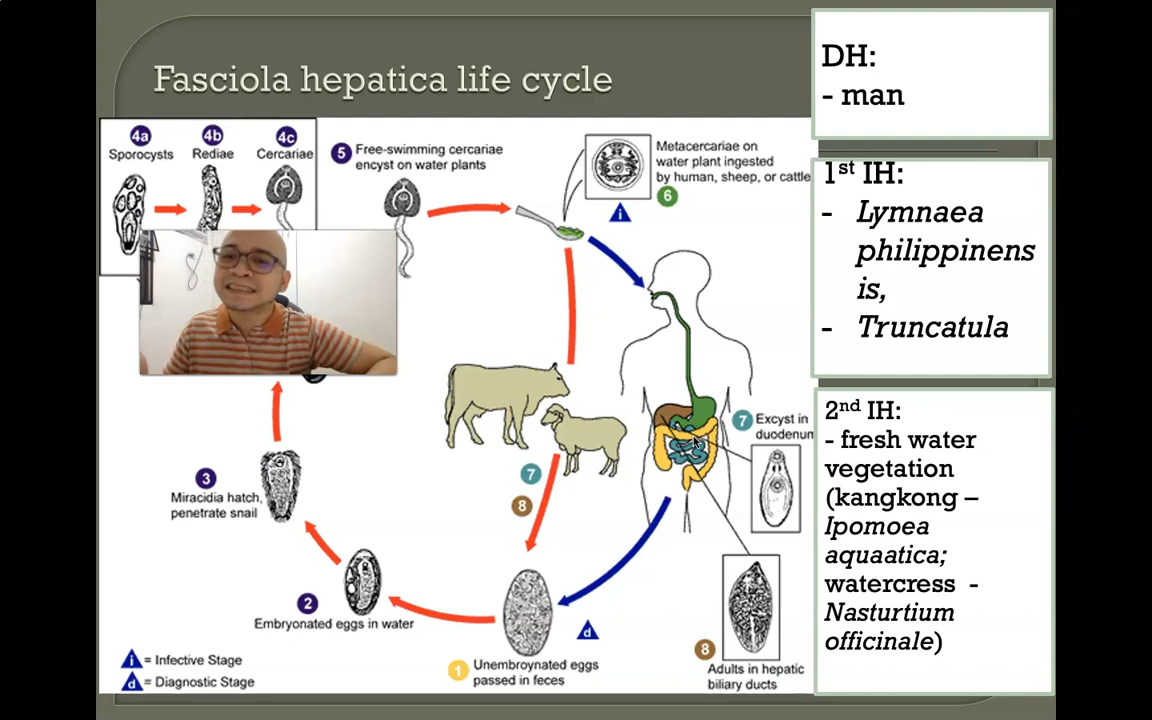 Fasciola hepatica life cycle
DH:
- man
1st IH:
- Lymnaea
philippinens
is,
- Truncatula
2nd IH:
- fresh water
vegetation
(kangkong –
Ipomoea
aquaatica;
watercress -
Nasturtium
officinale)
4a
Sporocysts
4b
Rediae
4c
Cercariae
5
Free-swimming cercariae
encyst on water plants
Metacercariae on
water plant ingested
by human, sheep, or cattle
6
i
7
Excyst in
duodenum
7
8
3
Miracidia hatch,
penetrate snail
2
Embryonated eggs in water
d
1
Unembroynated eggs
passed in feces
8
Adults in hepatic
biliary ducts
i = Infective Stage
d = Diagnostic Stage